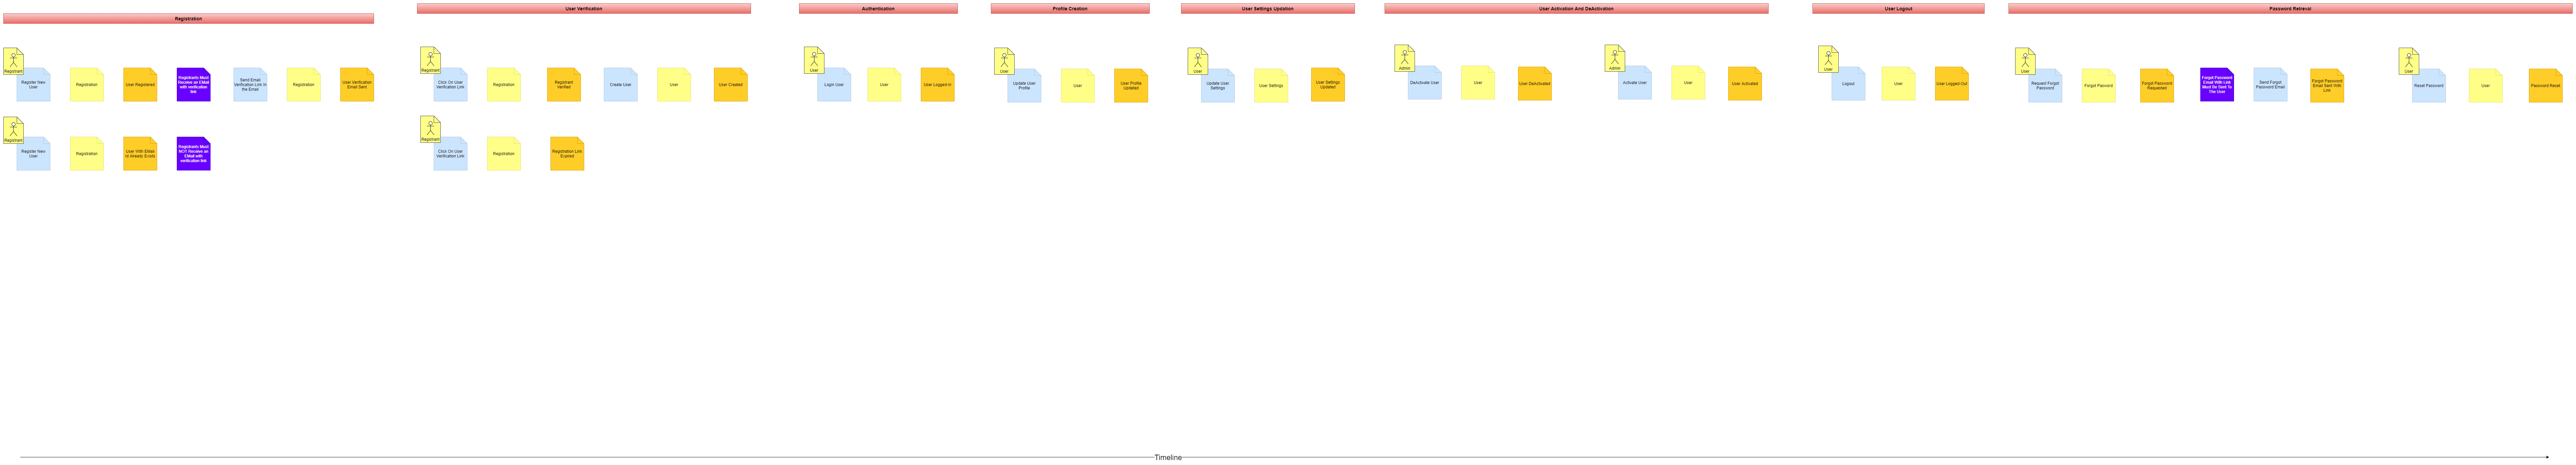 Registration
User Verification
Authentication
Profile Creation
User Settings Updation
User Activation And DeActivation
User Logout
Password Retreval
Registrant
Register New
User
Registration
User Registered
Registrants Must
Receive an EMail
with verification
link
Send Email
Verification Link In
the Email
Registration
User Verification
Email Sent
Registrant
Click On User
Verification Link
Registration
Registrant
Verified
Create User
User
User Created
User
Login User
User
User Logged-in
User
Update User
Profile
User
User Profile
Updated
User
Update User
Settings
User Settings
User Settings
Updated
Admin
DeActivate User
User
User DeActivated
Admin
Activate User
User
User Activated
User
Logout
User
User Logged-Out
User
Request Forgot
Password
Forgot Pasword
Forgot Password
Requested
Forgot Password
Email With Link
Must Be Sent To
The User
Send Forgot
Password Email
Forgot Password
Email Sent With
Link
User
Reset Password
User
Password Reset
Registrant
Register New
User
Registration
User With EMail
Id Already Exists
Registrants Must
NOT Receive an
EMail with
verification link
Registrant
Click On User
Verification Link
Registration
Registration Link
Expired
Timeline